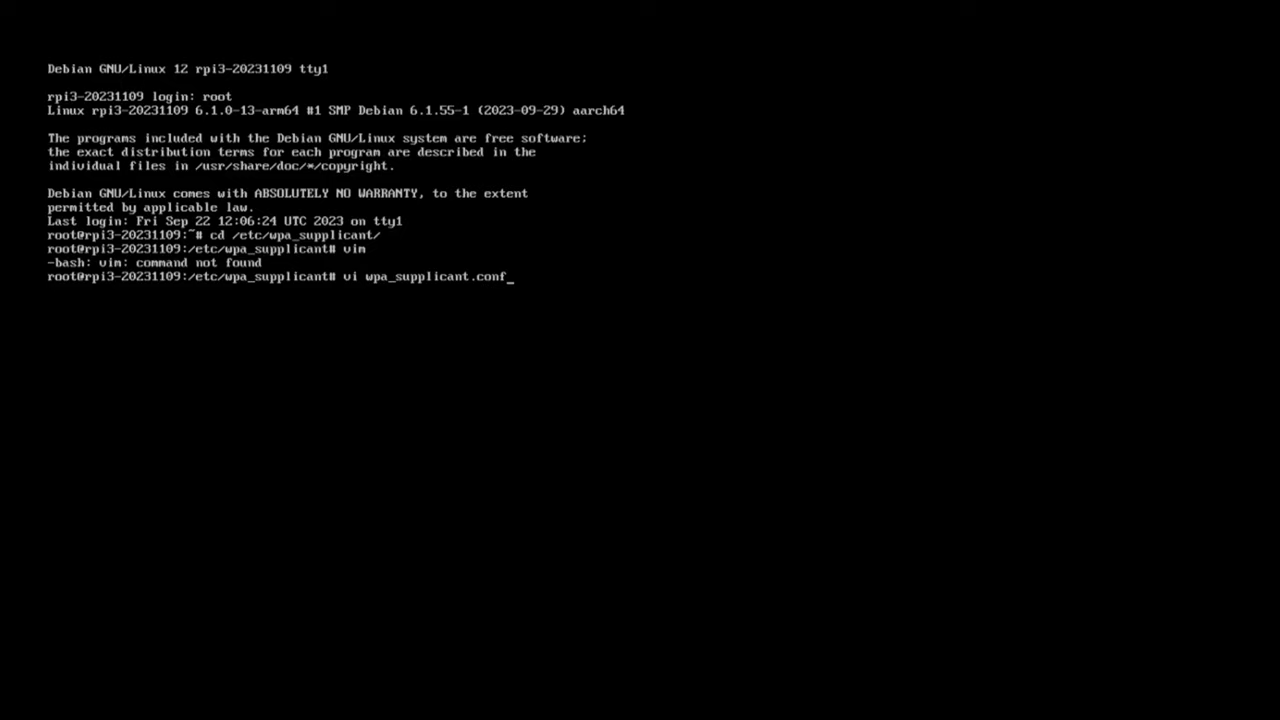 Debian GNU/Linux 12 rpi3-20231109 tty1
rpi3-20231109 login: root
Linux rpi3-20231109 6.1.0-13-arm64 #1 SMP Debian 6.1.55-1 (2023-09-29) aarch64
The programs included with the Debian GNU/Linux system are free software;
the exact distribution terms for each program are described in the
individual files in /usr/share/doc/*/copyright.
Debian GNU/Linux comes with ABSOLUTELY NO WARRANTY, to the extent
permitted by applicable law.
Last login: Fri Sep 22 12:06:24 UTC 2023 on tty1
root@rpi3-20231109:~# cd /etc/wpa_supplicant/
root@rpi3-20231109:/etc/wpa_supplicant# vim
-bash: vim: command not found
root@rpi3-20231109:/etc/wpa_supplicant# vi wpa_supplicant.conf_